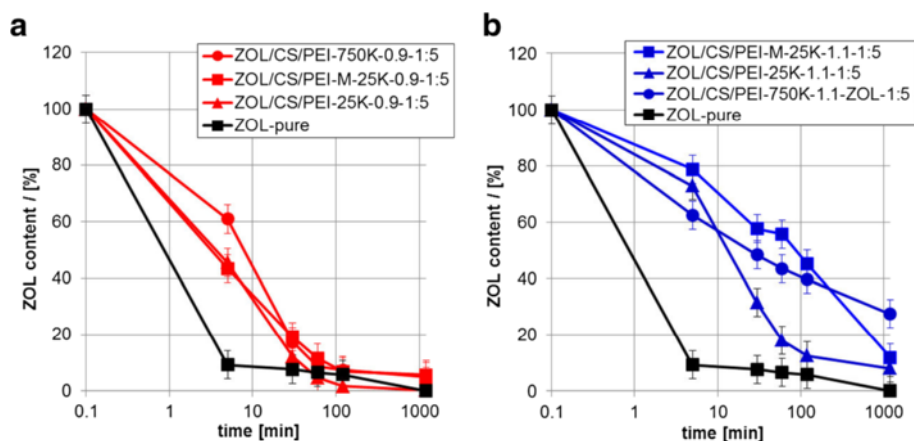 a
ZOL/CS/PEI-750K-0.9-1:5
ZOL/CS/PEI-M-25K-0.9-1:5
ZOL/CS/PEI-25K-0.9-1:5
ZOL-pure
ZOL content / [%]
120
100
80
60
40
20
0
0.1
1
10
100
1000
time [min]
b
ZOL/CS/PEI-M-25K-1.1-1:5
ZOL/CS/PEI-25K-1.1-1:5
ZOL/CS/PEI-750K-1.1-ZOL-1:5
ZOL-pure
ZOL content / [%]
120
100
80
60
40
20
0
0.1
1
10
100
1000
time [min]